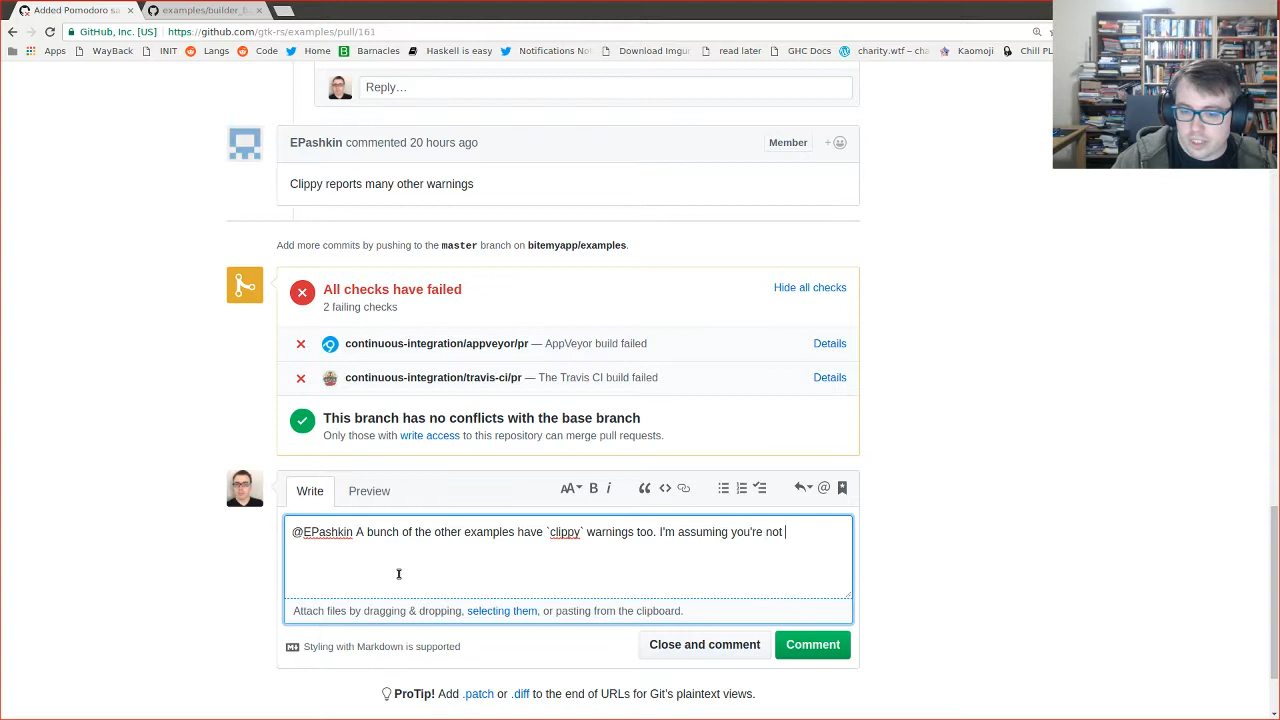 Added Pomodoro sa
examples/builder_ba
GitHub, Inc. [US]
https://github.com/gtk-rs/examples/pull/161
Apps
WayBack
INIT
Langs
Code
Home
Barnacles
Haskell is easy
Notifications
Download Imgu
read later
GHC Docs
charity.wtf – cha
Chill PL
Reply...
EPashkin commented 20 hours ago
Member
Clippy reports many other warnings
Add more commits by pushing to the master branch on bitemyapp/examples.
All checks have failed
Hide all checks
2 failing checks
continuous-integration/appveyor/pr — AppVeyor build failed
Details
continuous-integration/travis-ci/pr — The Travis CI build failed
Details
This branch has no conflicts with the base branch
Only those with write access to this repository can merge pull requests.
Write
Preview
AA B i
@EPashkin A bunch of the other examples have `clippy` warnings too. I'm assuming you're not
Attach files by dragging & dropping, selecting them, or pasting from the clipboard.
Styling with Markdown is supported
Close and comment
Comment
ProTip! Add .patch or .diff to the end of URLs for Git's plaintext views.